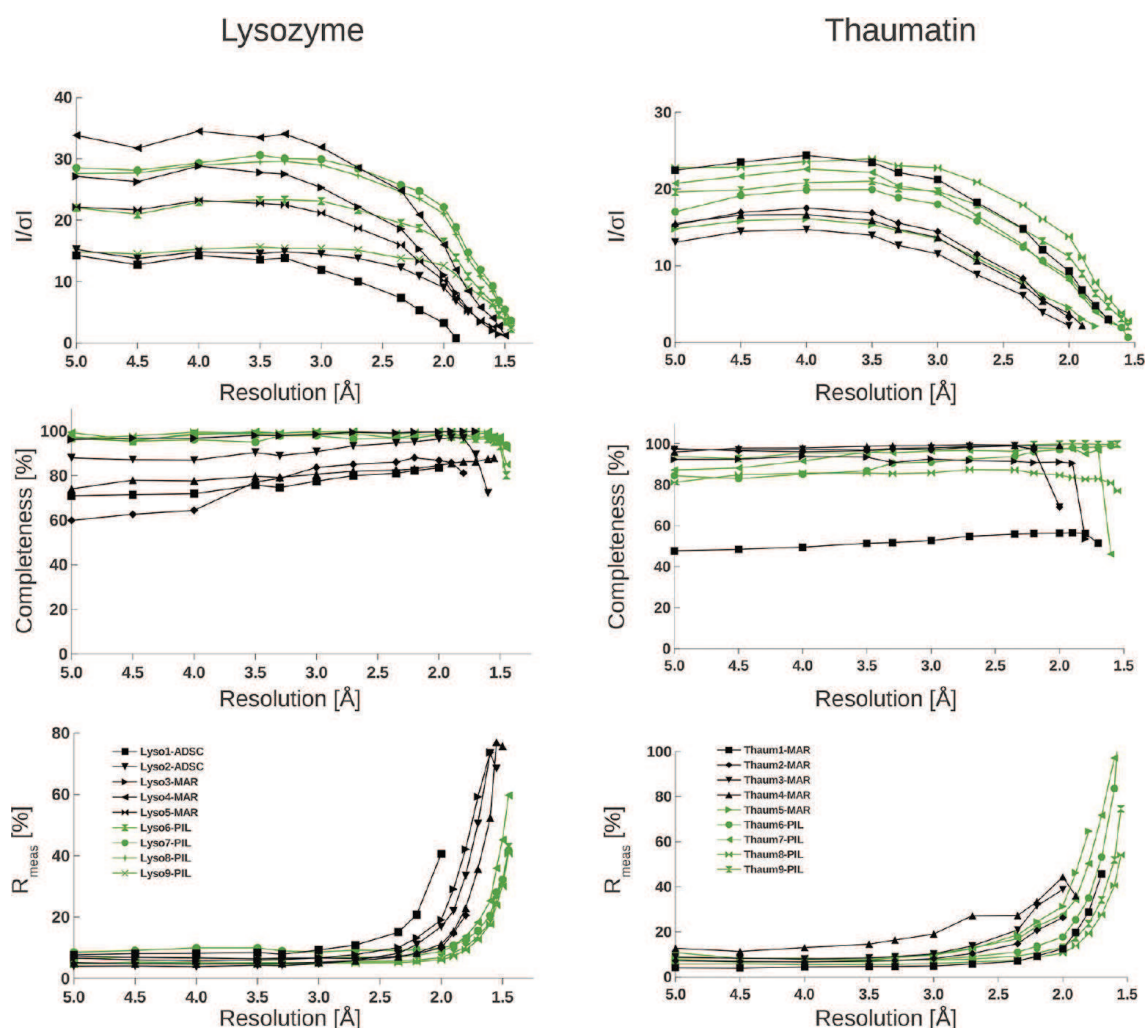 Lysozyme
Thaumatin
40
30
20
10
0
I/σI
5.0 4.5 4.0 3.5 3.0 2.5 2.0 1.5
Resolution [Å]
30
20
10
0
I/σI
5.0 4.5 4.0 3.5 3.0 2.5 2.0 1.5
Resolution [Å]
100
80
60
40
20
0
Completeness [%]
5.0 4.5 4.0 3.5 3.0 2.5 2.0 1.5
Resolution [Å]
100
80
60
40
20
0
Completeness [%]
5.0 4.5 4.0 3.5 3.0 2.5 2.0 1.5
Resolution [Å]
80
60
40
20
0
Rmeas [%]
Lyso1-ADSC
Lyso2-ADSC
Lyso3-MAR
Lyso4-MAR
Lyso5-MAR
Lyso6-PIL
Lyso7-PIL
Lyso8-PIL
Lyso9-PIL
5.0 4.5 4.0 3.5 3.0 2.5 2.0 1.5
Resolution [Å]
100
80
60
40
20
0
Rmeas [%]
Thaum1-MAR
Thaum2-MAR
Thaum3-MAR
Thaum4-MAR
Thaum5-MAR
Thaum6-PIL
Thaum7-PIL
Thaum8-PIL
Thaum9-PIL
5.0 4.5 4.0 3.5 3.0 2.5 2.0 1.5
Resolution [Å]